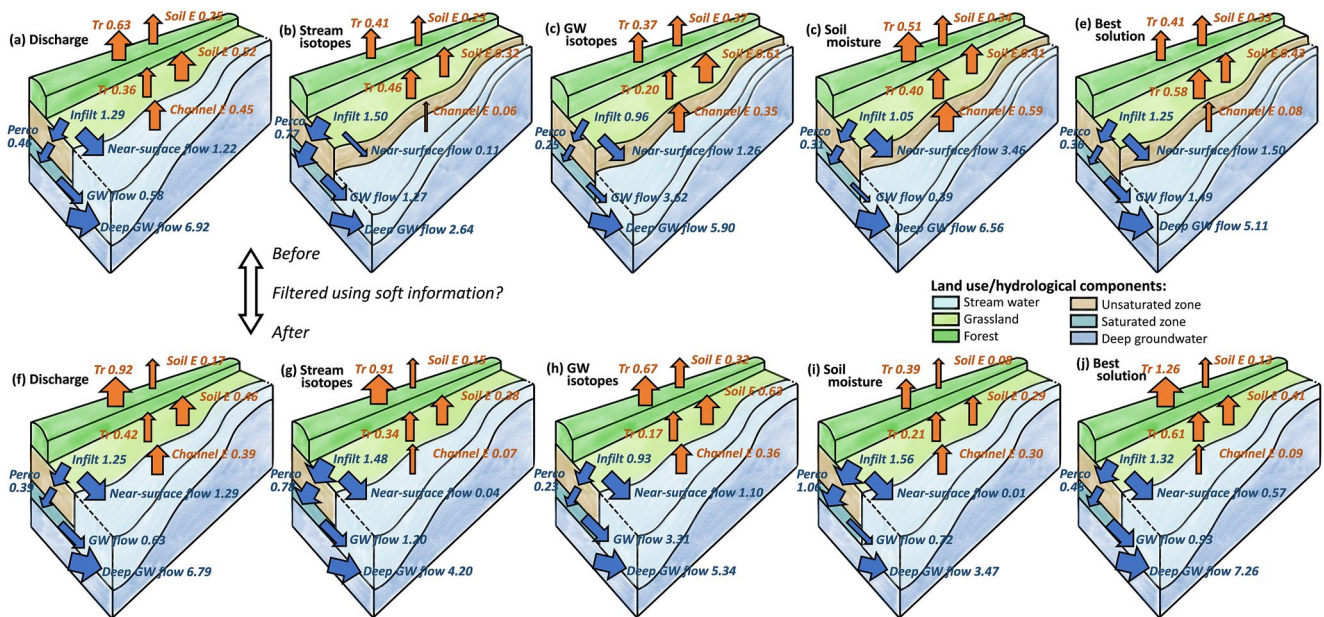 (a) Discharge
Tr 0.63
Soil E 0.25
Soil E 0.52
Tr 0.36
Channel E 0.45
Infilt 1.29
Perco
0.46
Near-surface flow 1.22
GW flow 0.58
Deep GW flow 6.92
(b) Stream
isotopes
Tr 0.41
Soil E 0.23
Soil E 0.32
Tr 0.46
Channel E 0.06
Infilt 1.50
Perco
0.77
Near-surface flow 0.11
GW flow 1.27
Deep GW flow 2.64
(c) GW
isotopes
Tr 0.37
Soil E 0.37
Soil E 0.61
Tr 0.20
Channel E 0.35
Infilt 0.96
Perco
0.25
Near-surface flow 1.26
GW flow 3.62
Deep GW flow 5.90
(c) Soil
moisture
Tr 0.51
Soil E 0.34
Soil E 0.41
Tr 0.40
Channel E 0.59
Infilt 1.05
Perco
0.31
Near-surface flow 3.46
GW flow 0.39
Deep GW flow 6.56
(e) Best
solution
Tr 0.41
Soil E 0.33
Soil E 0.43
Tr 0.58
Channel E 0.08
Infilt 1.25
Perco
Near-surface flow 1.50
GW flow 1.49
Deep GW flow 5.11
Before
Filtered using soft information?
After
Land use/hydrological components:
Stream water
Grassland
Forest
Unsaturated zone
Saturated zone
Deep groundwater
(f) Discharge
Tr 0.92
Soil E 0.17
Soil E 0.46
Tr 0.42
Channel E 0.39
Infilt 1.25
Perco
0.39
Near-surface flow 1.29
GW flow 0.63
Deep GW flow 6.79
(g) Stream
isotopes
Tr 0.91
Soil E 0.15
Soil E 0.38
Tr 0.34
Channel E 0.07
Infilt 1.48
Perco
0.78
Near-surface flow 0.04
GW flow 1.20
Deep GW flow 4.20
(h) GW
isotopes
Tr 0.67
Soil E 0.32
Soil E 0.63
Tr 0.17
Channel E 0.36
Infilt 0.93
Perco
0.23
Near-surface flow 1.10
GW flow 3.31
Deep GW flow 5.34
(i) Soil
moisture
Tr 0.39
Soil E 0.08
Soil E 0.29
Tr 0.21
Channel E 0.30
Infilt 1.56
Perco
1.06
Near-surface flow 0.01
GW flow 0.72
Deep GW flow 3.47
(j) Best
solution
Tr 1.26
Soil E 0.13
Soil E 0.41
Tr 0.61
Channel E 0.09
Infilt 1.32
Perco
Near-surface flow 0.57
GW flow 0.93
Deep GW flow 7.26